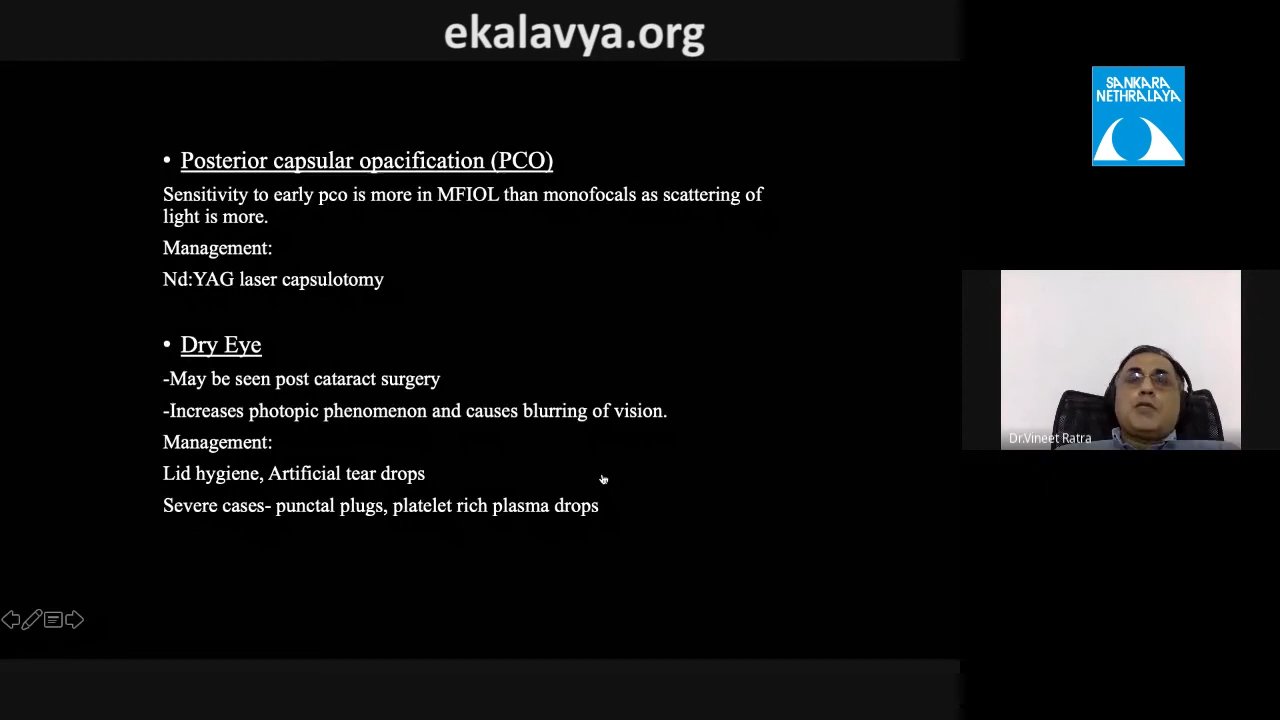 ekalavya.org
SANKARA
NETHRALAYA
• Posterior capsular opacification (PCO)
Sensitivity to early pco is more in MFIOL than monofocals as scattering of
light is more.
Management:
Nd:YAG laser capsulotomy
• Dry Eye
-May be seen post cataract surgery
-Increases photopic phenomenon and causes blurring of vision.
Management:
Lid hygiene, Artificial tear drops
Severe cases- punctal plugs, platelet rich plasma drops
Dr.Vineet Ratra